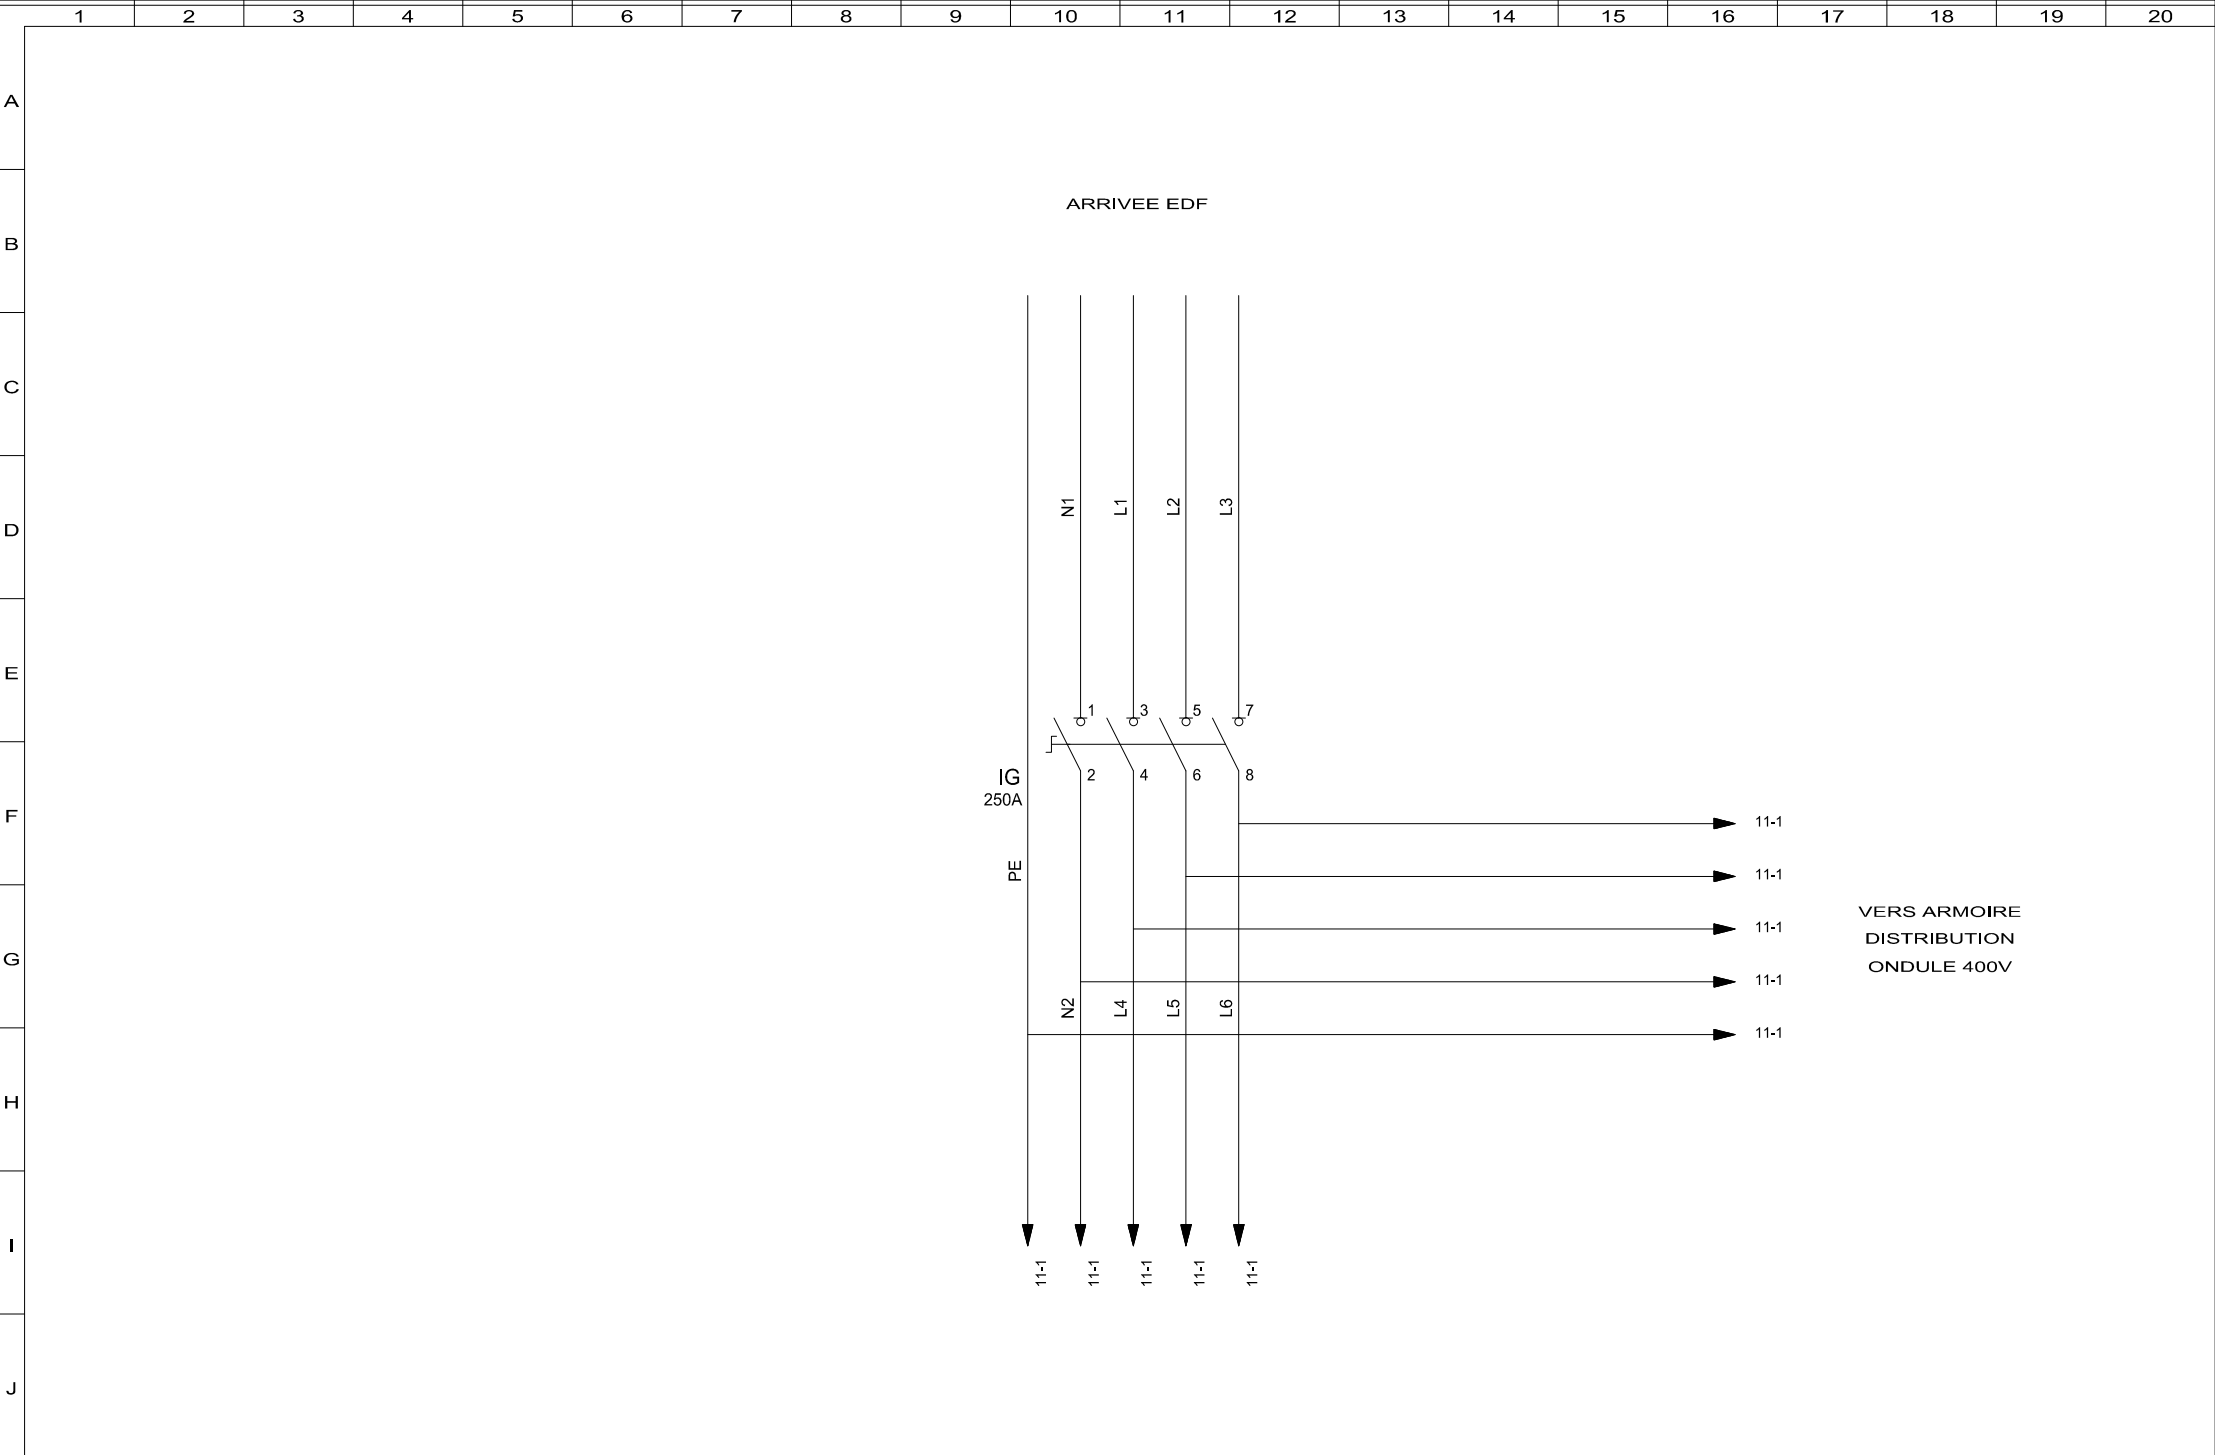 1 2 3 4 5 6 7 8 9 10 11 12 13 14 15 16 17 18 19 20
A
ARRIVEE EDF
B
C
N1 L1 L2 L3
D
E
1 3 5 7
2 4 6 8
IG
250A
F
11-1
PE
11-1
VERS ARMOIRE
11-1
DISTRIBUTION
G
ONDULE 400V
11-1
N2 L4 L5 L6
11-1
H
I
11-1 11-1 11-1 11-1 11-1
J